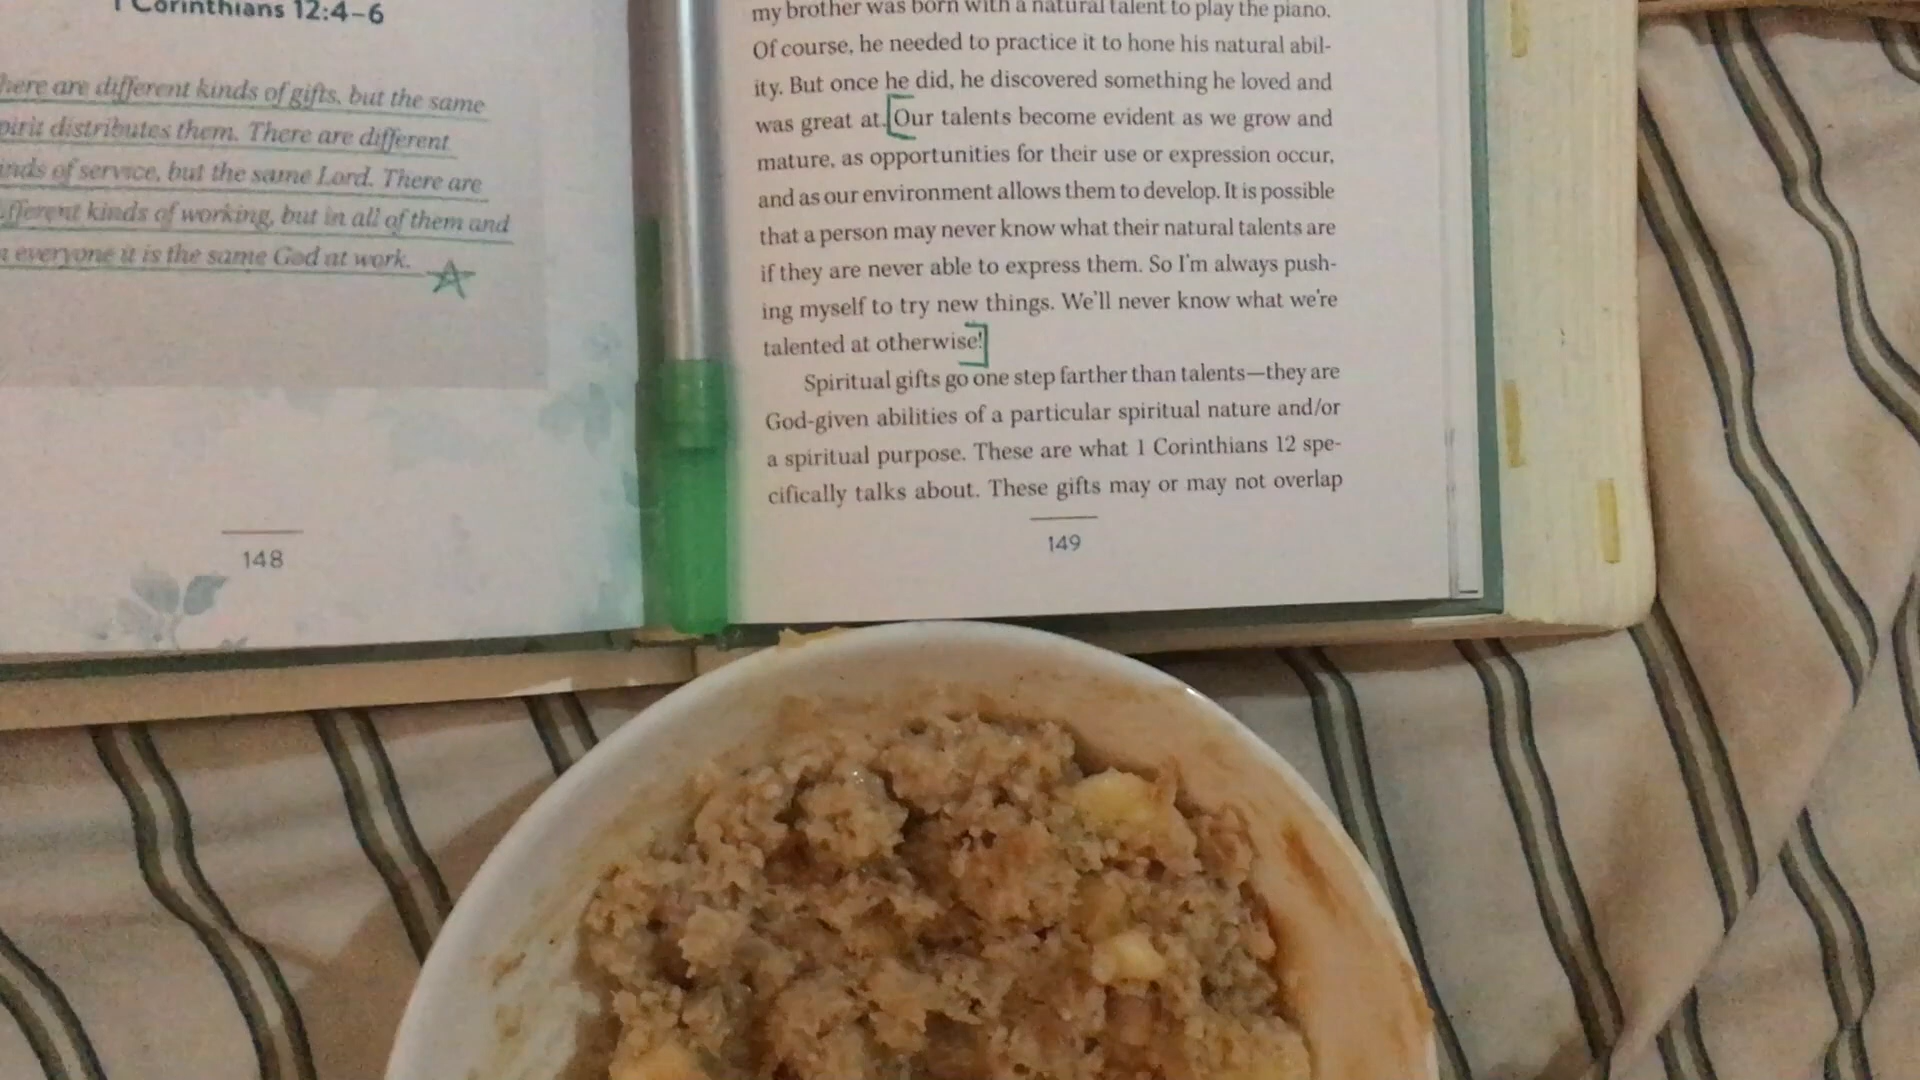 1 Corinthians 12:4–6
here are different kinds of gifts, but the same
pirit distributes them. There are different
nds of service, but the same Lord. There are
fferent kinds of working, but in all of them and
everyone it is the same God at work.
148
my brother was born with a natural talent to play the piano.
Of course, he needed to practice it to hone his natural abil-
ity. But once he did, he discovered something he loved and
was great at. Our talents become evident as we grow and
mature, as opportunities for their use or expression occur,
and as our environment allows them to develop. It is possible
that a person may never know what their natural talents are
if they are never able to express them. So I'm always push-
ing myself to try new things. We'll never know what we're
talented at otherwise!
Spiritual gifts go one step farther than talents—they are
God-given abilities of a particular spiritual nature and/or
a spiritual purpose. These are what 1 Corinthians 12 spe-
cifically talks about. These gifts may or may not overlap
149